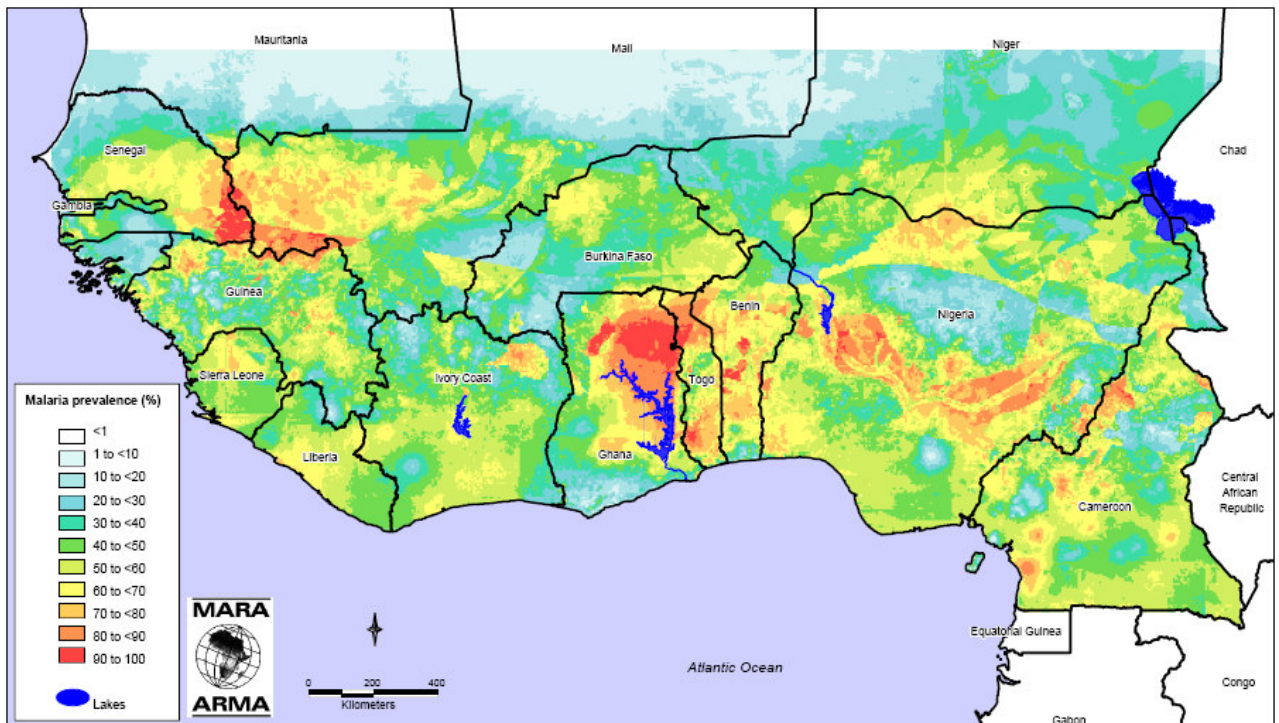 Mauritania
Mali
Niger
Chad
Senegal
Gambia
Burkina Faso
Guinea
Benin
Nigeria
Sierra Leone
Ivory Coast
Togo
Liberia
Ghana
Cameroon
Central
African
Republic
Equatorial Guinea
Congo
Gabon
Atlantic Ocean
Malaria prevalence (%)
<1
1 to <10
10 to <20
20 to <30
30 to <40
40 to <50
50 to <60
60 to <70
70 to <80
80 to <90
90 to 100
Lakes
MARA
ARMA
0 200 400
Kilometers